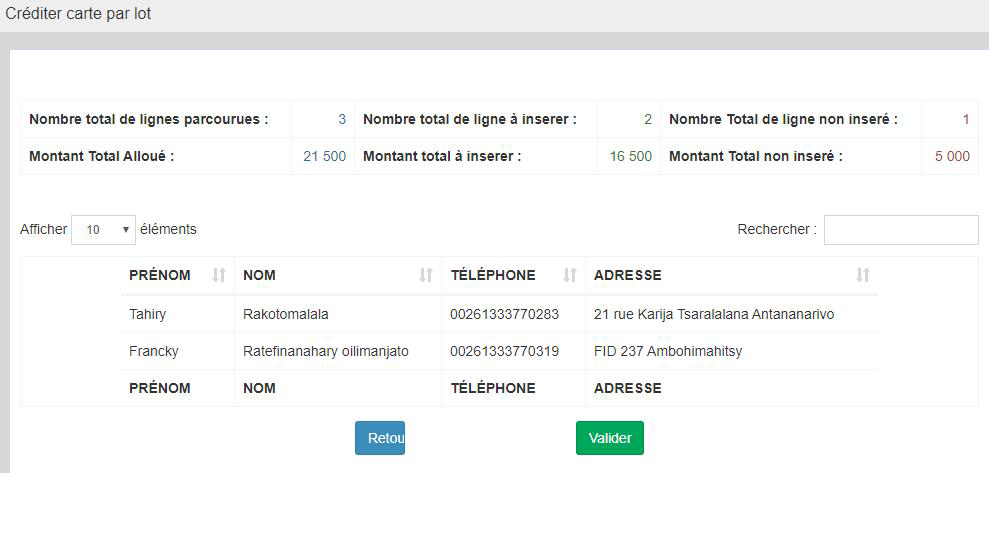 Créditer carte par lot
Nombre total de lignes parcourues : 3 Nombre total de ligne à inserer : 2 Nombre Total de ligne non inseré : 1
Montant Total Alloué : 21 500 Montant total à inserer : 16 500 Montant Total non inseré : 5 000
Afficher 10 éléments Rechercher :
PRÉNOM NOM TÉLÉPHONE ADRESSE
Tahiry Rakotomalala 00261333770283 21 rue Karija Tsaralalana Antananarivo
Francky Ratefinanahary oilimanjato 00261333770319 FID 237 Ambohimahitsy
PRÉNOM NOM TÉLÉPHONE ADRESSE
Retou Valider